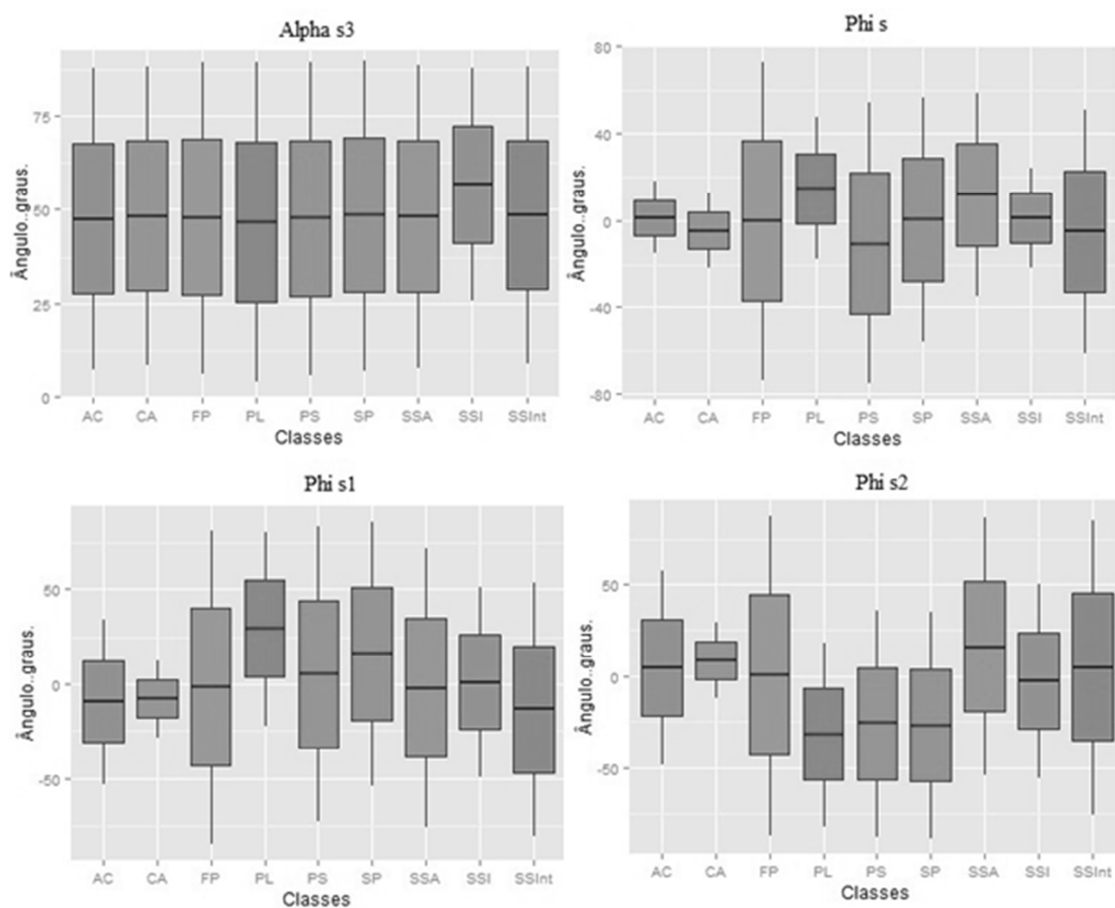 Alpha s3
Ângulo..graus.
75
50
25
0
AC CA FP PL PS SP SSA SSI SSInt
Classes
Phi s
Ângulo..graus.
80
40
0
-40
-80
AC CA FP PL PS SP SSA SSI SSInt
Classes
Phi s1
Ângulo..graus.
50
0
-50
AC CA FP PL PS SP SSA SSI SSInt
Classes
Phi s2
Ângulo..graus.
50
0
-50
AC CA FP PL PS SP SSA SSI SSInt
Classes